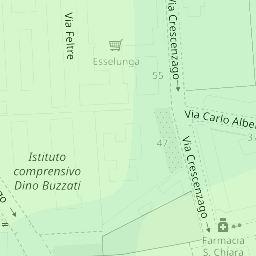 Via Feltre
Via Crescenzago
Esselunga
55
Via Carlo Albe
47
Via Crescenzago
Istituto
comprensivo
Dino Buzzati
Farmacia
S. Chiara